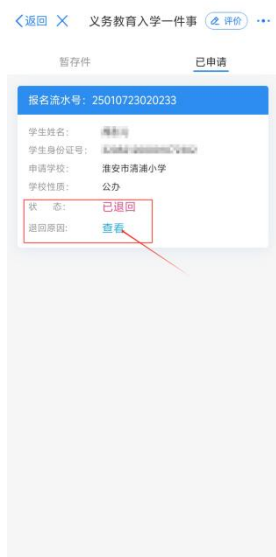 返回 义务教育入学一件事 评价
暂存件 已申请
报名流水号：25010723020233
学生姓名：
学生身份证号：
申请学校： 淮安市清浦小学
学校性质： 公办
状 态： 已退回
退回原因： 查看